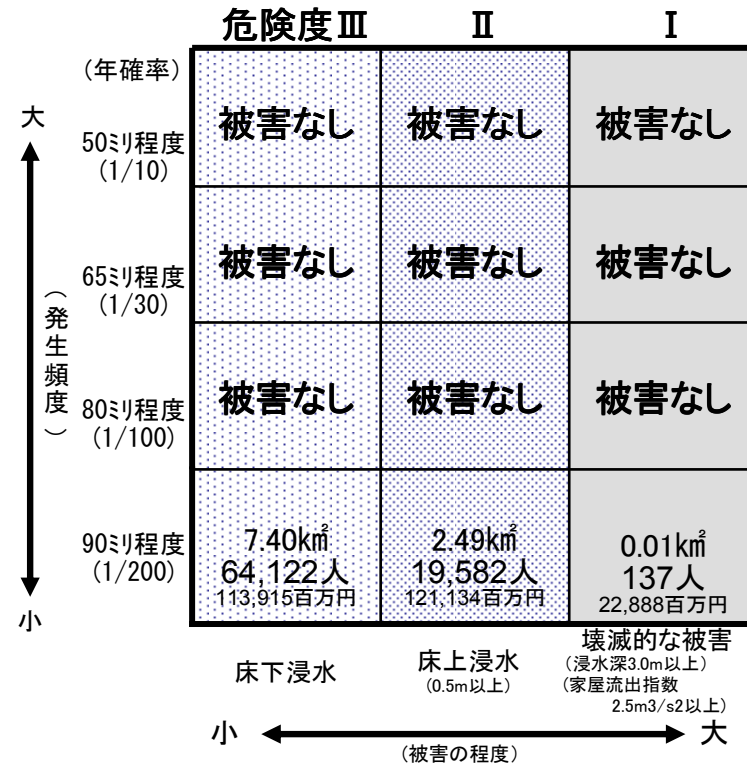 危険度Ⅲ Ⅱ Ⅰ
(年確率)
大
50ミリ程度 被害なし 被害なし 被害なし
(1/10)
65ミリ程度 被害なし 被害なし 被害なし
(1/30)
(発生頻度)
80ミリ程度 被害なし 被害なし 被害なし
(1/100)
90ミリ程度 7.40k㎡ 2.49k㎡ 0.01k㎡
(1/200) 64,122人 19,582人 137人
113,915百万円 121,134百万円 22,888百万円
小
床下浸水 床上浸水 壊滅的な被害
(0.5m以上) (浸水深3.0m以上)
(家屋流出指数
2.5m3/s2以上)
小 大
(被害の程度)